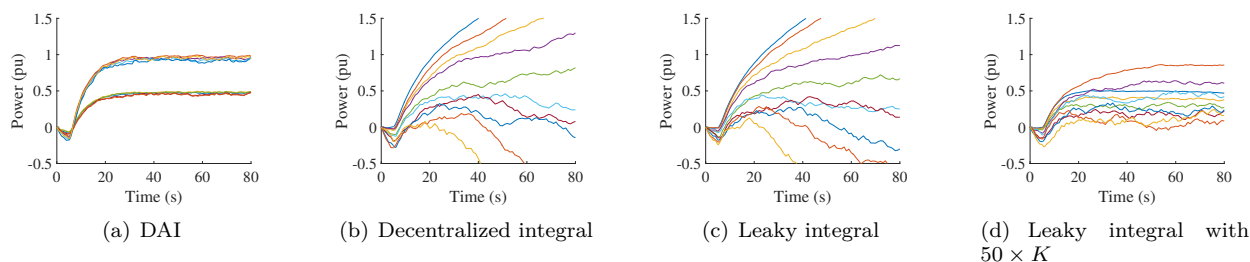 1.5
1
0.5
0
-0.5
Power (pu)
0 20 40 60 80
Time (s)
(a) DAI
1.5
1
0.5
0
-0.5
Power (pu)
0 20 40 60 80
Time (s)
(b) Decentralized integral
1.5
1
0.5
0
-0.5
Power (pu)
0 20 40 60 80
Time (s)
(c) Leaky integral
1.5
1
0.5
0
-0.5
Power (pu)
0 20 40 60 80
Time (s)
(d) Leaky integral with
50 × K